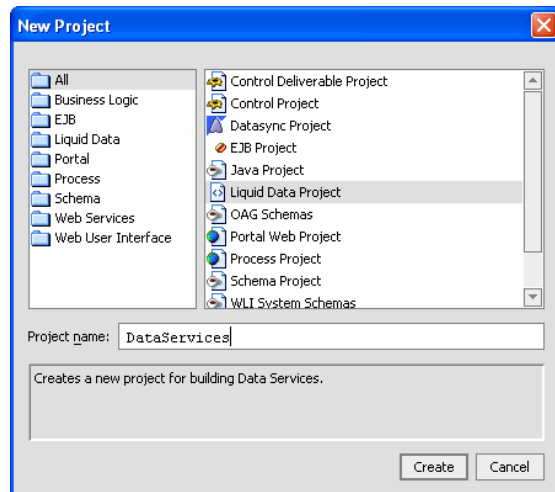 New Project
All
Business Logic
EJB
Liquid Data
Portal
Process
Schema
Web Services
Web User Interface
Control Deliverable Project
Control Project
Datasync Project
EJB Project
Java Project
Liquid Data Project
OAG Schemas
Portal Web Project
Process Project
Schema Project
WLI System Schemas
Project name: DataServices
Creates a new project for building Data Services.
Create Cancel